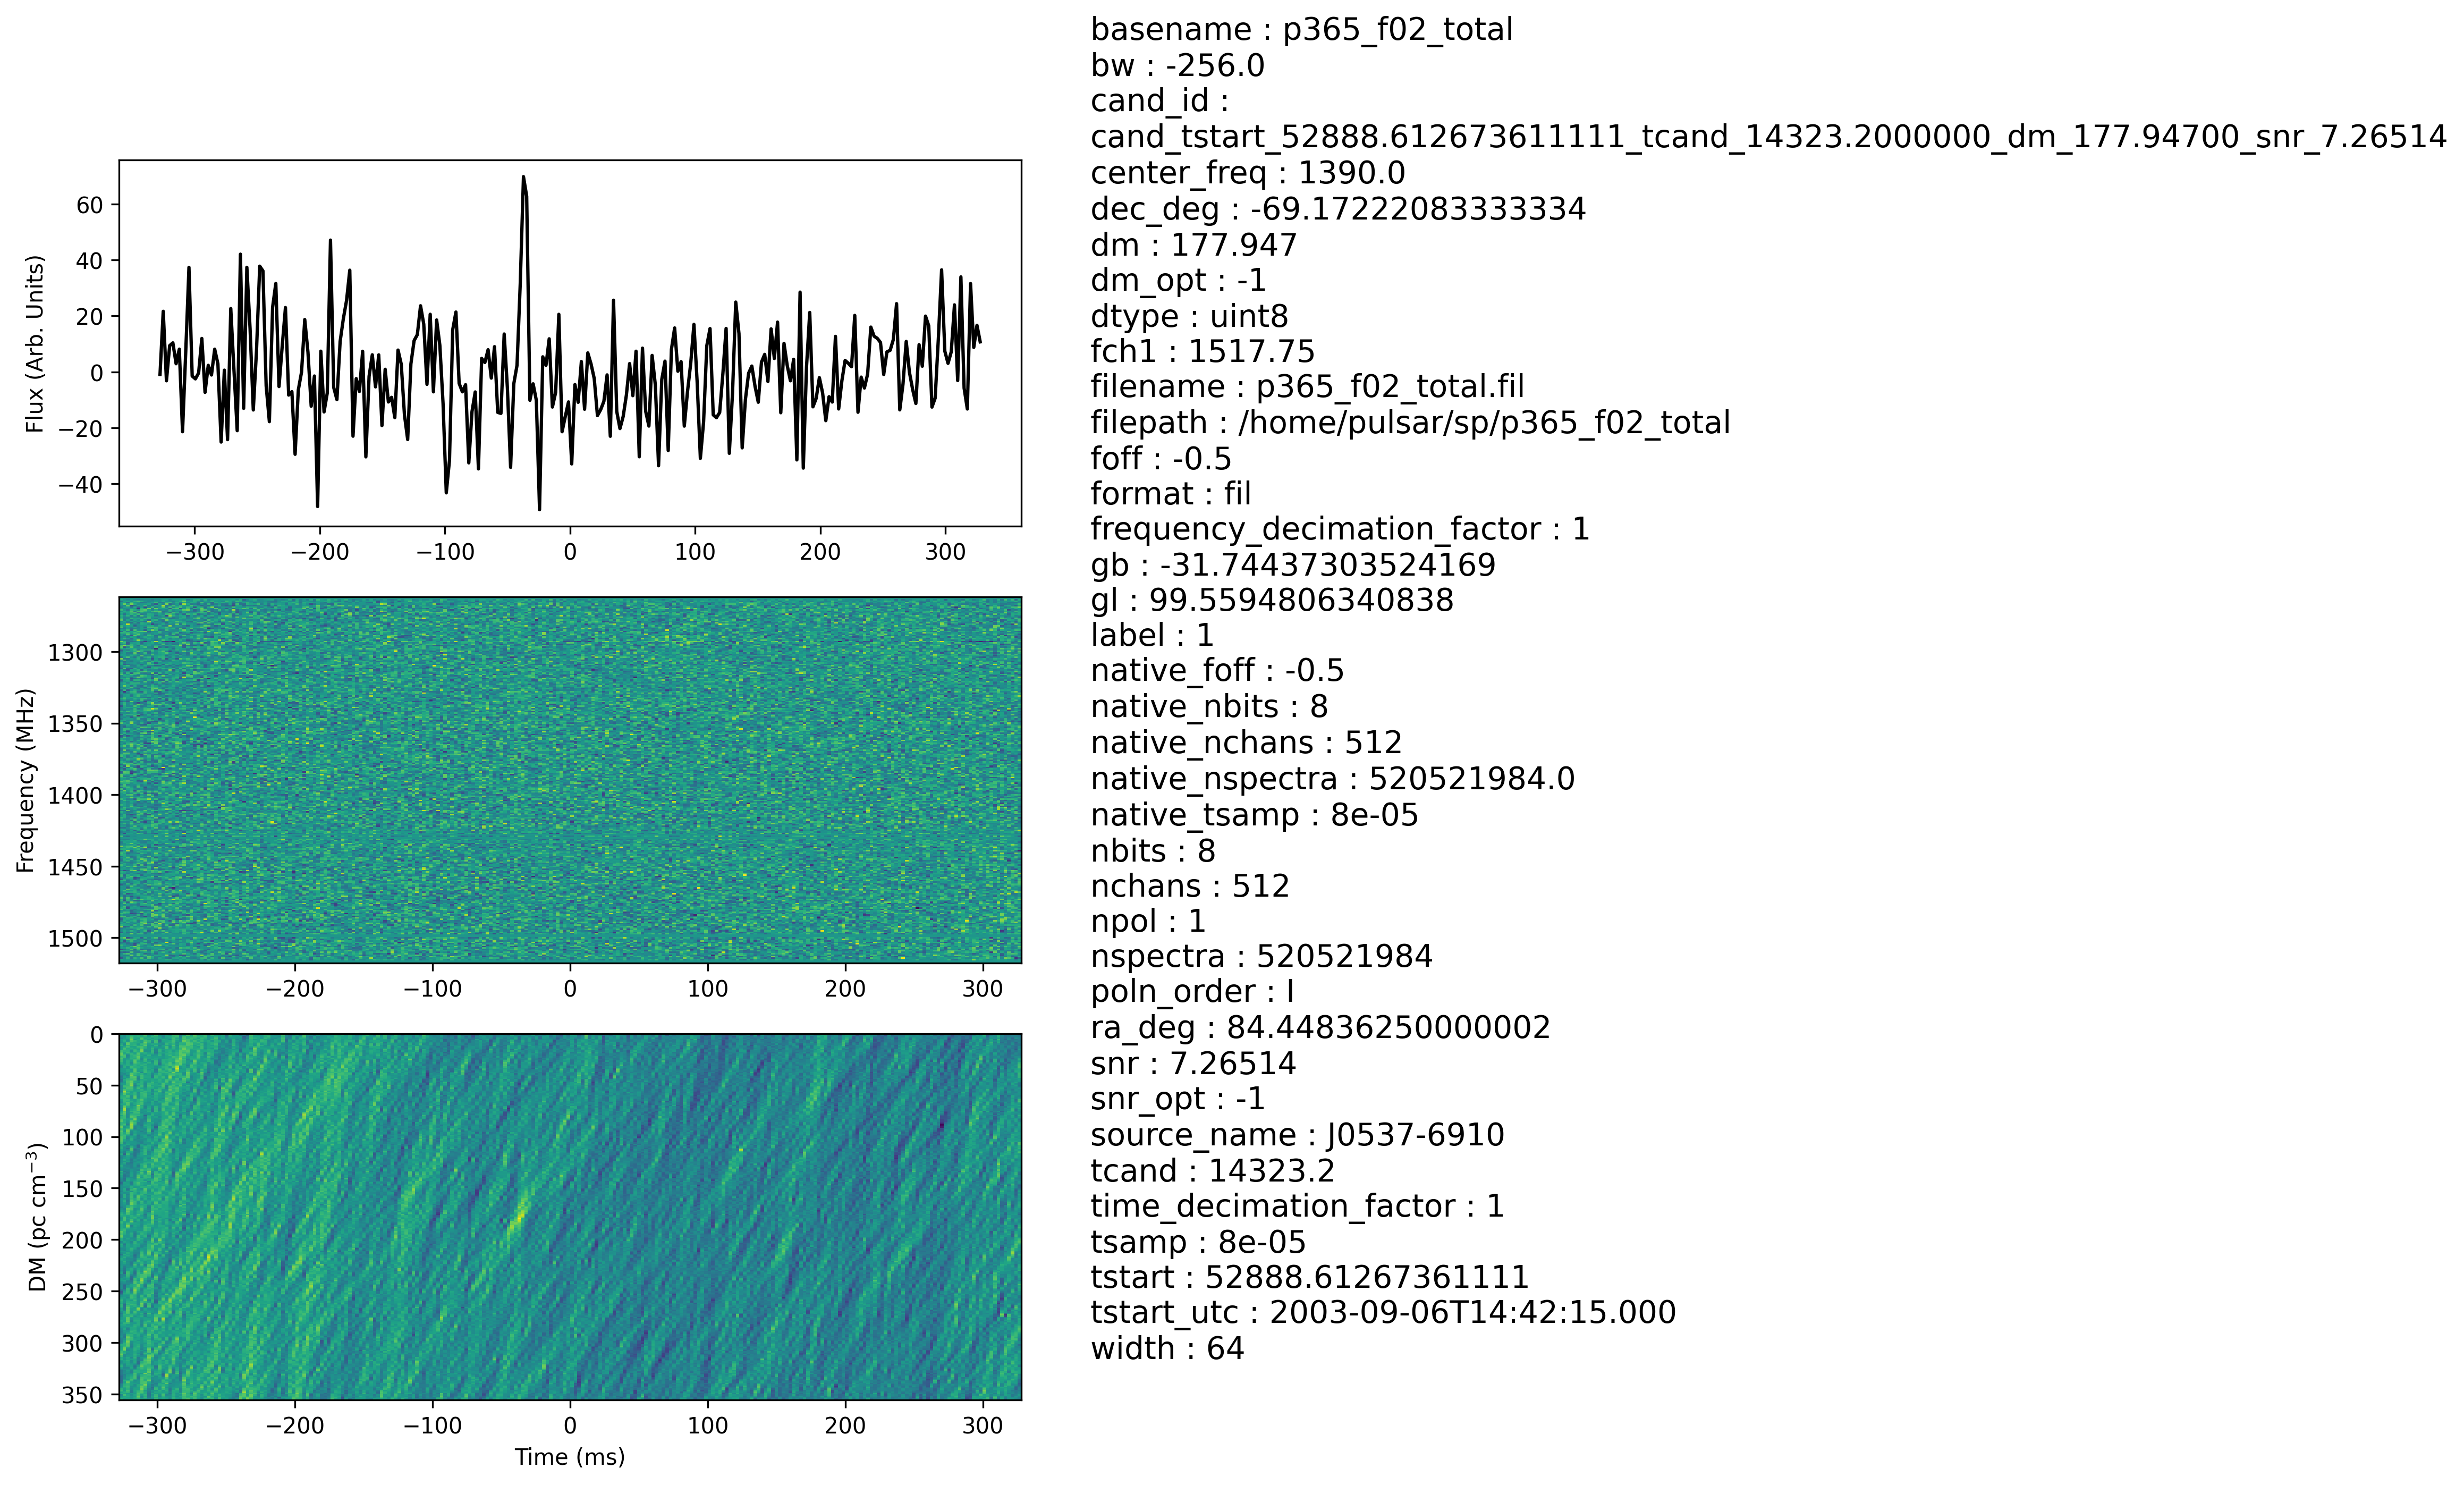 basename : p365_f02_total
bw : -256.0
cand_id :
cand_tstart_52888.612673611111_tcand_14323.2000000_dm_177.94700_snr_7.26514
center_freq : 1390.0
dec_deg : -69.17222083333334
dm : 177.947
dm_opt : -1
dtype : uint8
fch1 : 1517.75
filename : p365_f02_total.fil
filepath : /home/pulsar/sp/p365_f02_total
foff : -0.5
format : fil
frequency_decimation_factor : 1
gb : -31.74437303524169
gl : 99.5594806340838
label : 1
native_foff : -0.5
native_nbits : 8
native_nchans : 512
native_nspectra : 520521984.0
native_tsamp : 8e-05
nbits : 8
nchans : 512
npol : 1
nspectra : 520521984
poln_order : I
ra_deg : 84.44836250000002
snr : 7.26514
snr_opt : -1
source_name : J0537-6910
tcand : 14323.2
time_decimation_factor : 1
tsamp : 8e-05
tstart : 52888.61267361111
tstart_utc : 2003-09-06T14:42:15.000
width : 64
Flux (Arb. Units)
60
40
20
0
−20
−40
−300 −200 −100 0 100 200 300
Frequency (MHz)
1300
1350
1400
1450
1500
−300 −200 −100 0 100 200 300
DM (pc cm⁻³)
0
50
100
150
200
250
300
350
−300 −200 −100 0 100 200 300
Time (ms)